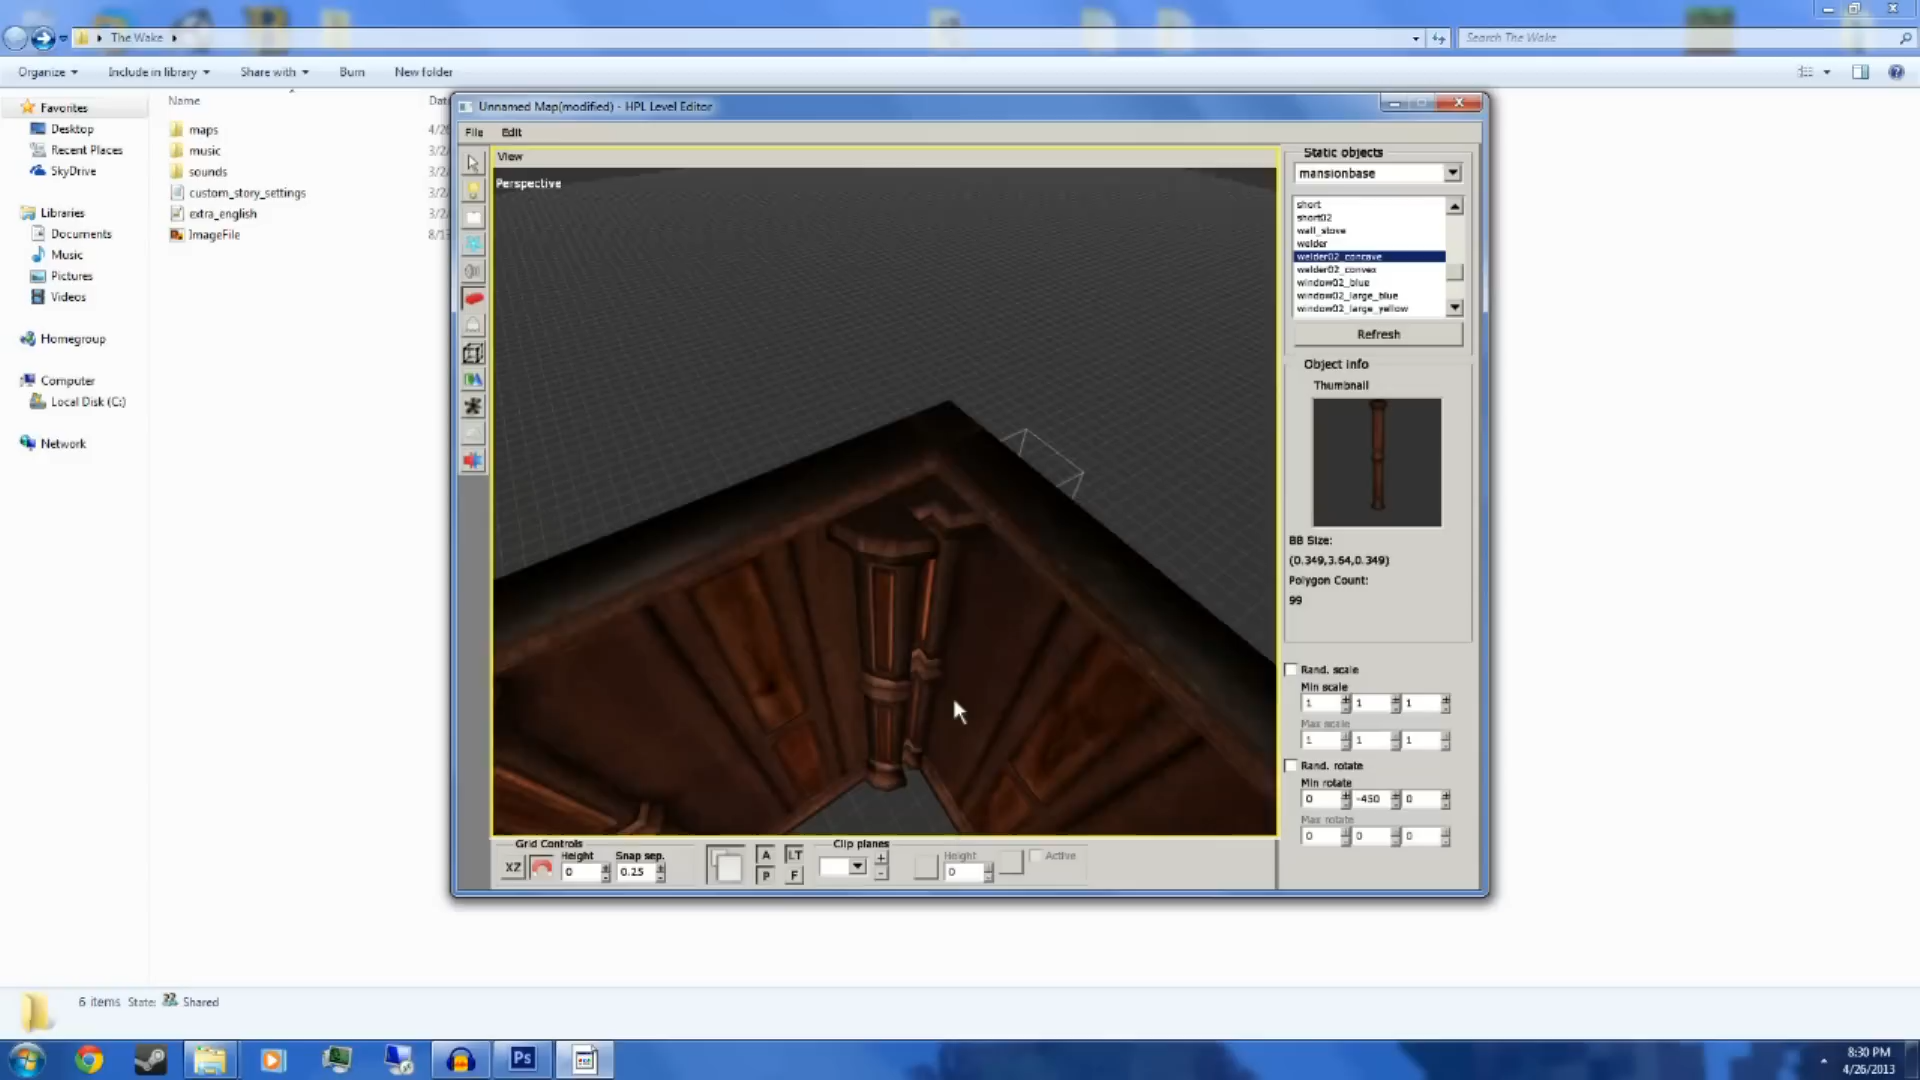 The Wake
Search The Wake
Organize
Include in library
Share with
Burn
New folder
Favorites
Desktop
Recent Places
SkyDrive
Libraries
Documents
Music
Pictures
Videos
Homegroup
Computer
Local Disk (C:)
Network
Name
maps
music
sounds
custom_story_settings
extra_english
ImageFile
Unnamed Map(modified) - HPL Level Editor
File Edit
View
Perspective
Static objects
mansionbase
short
short02
wall_stove
welder
welder02_concave
welder02_convex
window02_blue
window02_large_blue
window02_large_yellow
Refresh
Object info
Thumbnail
BB Size:
(0.349,3.64,0.349)
Polygon Count:
99
Rand. scale
Min scale
1 1 1
Max scale
1 1 1
Rand. rotate
Min rotate
0 -450 0
Max rotate
0 0 0
Grid Controls
XZ
Height
0
Snap sep.
0.25
A LT
P F
Clip planes
+
-
Height
0
Active
6 items State: Shared
Ps
8:30 PM
4/26/2013